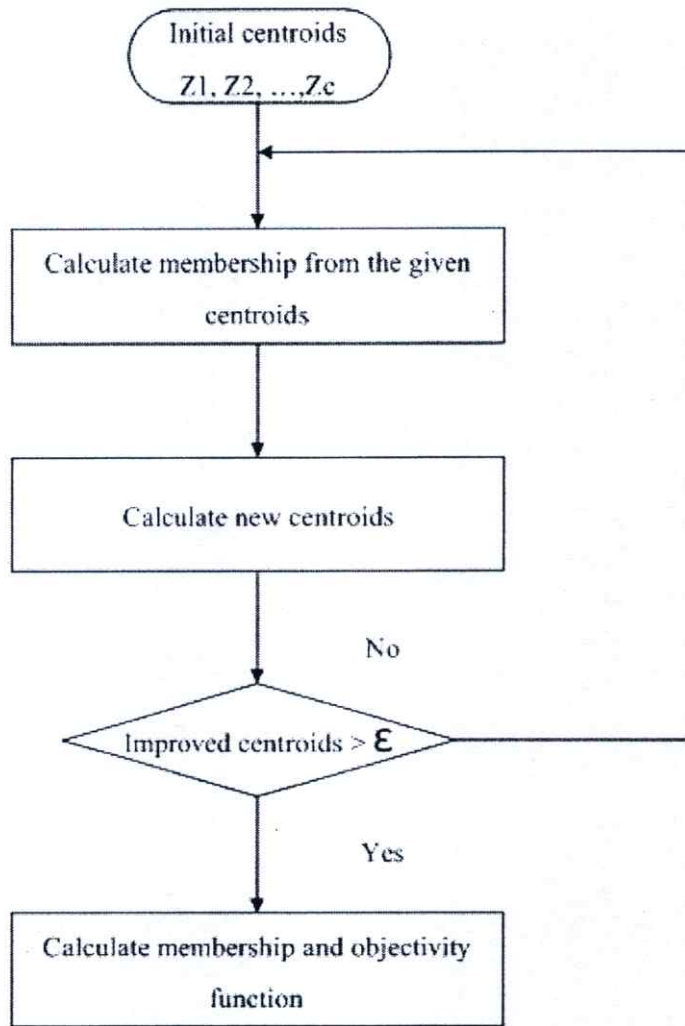 Initial centroids
Z1, Z2, ...,Zc
Calculate membership from the given
centroids
Calculate new centroids
No
Improved centroids > ε
Yes
Calculate membership and objectivity
function